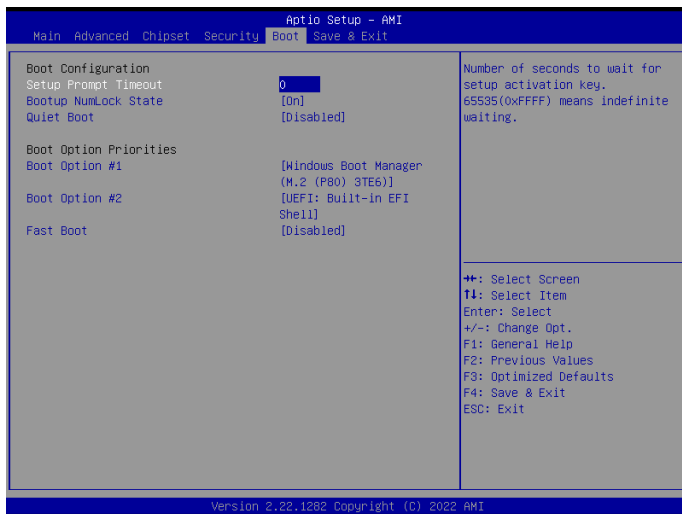 Aptio Setup – AMI
Main Advanced Chipset Security Boot Save & Exit
Boot Configuration
Setup Prompt Timeout 0
Bootup NumLock State [On]
Quiet Boot [Disabled]
Boot Option Priorities
Boot Option #1 [Windows Boot Manager
(M.2 (P80) 3TE6)]
Boot Option #2 [UEFI: Built-in EFI
Shell]
Fast Boot [Disabled]
Number of seconds to wait for
setup activation key.
65535(0xFFFF) means indefinite
waiting.
→←: Select Screen
↑↓: Select Item
Enter: Select
+/-: Change Opt.
F1: General Help
F2: Previous Values
F3: Optimized Defaults
F4: Save & Exit
ESC: Exit
Version 2.22.1282 Copyright (C) 2022 AMI